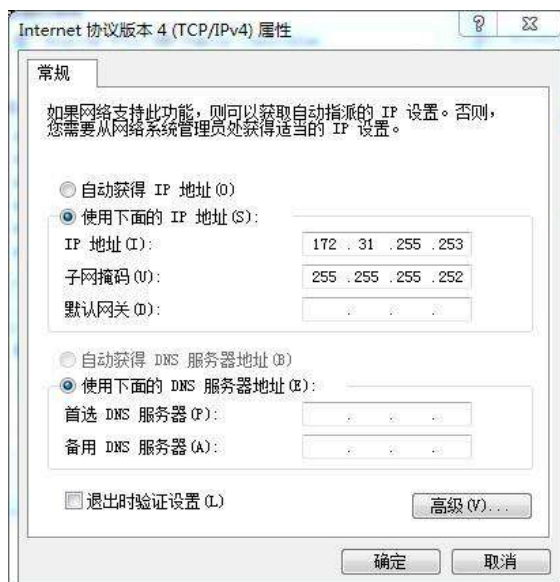 Internet 协议版本 4 (TCP/IPv4) 属性
常规
如果网络支持此功能，则可以获取自动指派的 IP 设置。否则，
您需要从网络系统管理员处获得适当的 IP 设置。
自动获得 IP 地址(O)
使用下面的 IP 地址(S):
IP 地址(I): 172 . 31 .255 .253
子网掩码(U): 255 .255 .255 .252
默认网关(D): . . .
自动获得 DNS 服务器地址(B)
使用下面的 DNS 服务器地址(E):
首选 DNS 服务器(P): . . .
备用 DNS 服务器(A): . . .
退出时验证设置(L)
高级(V)...
确定 取消